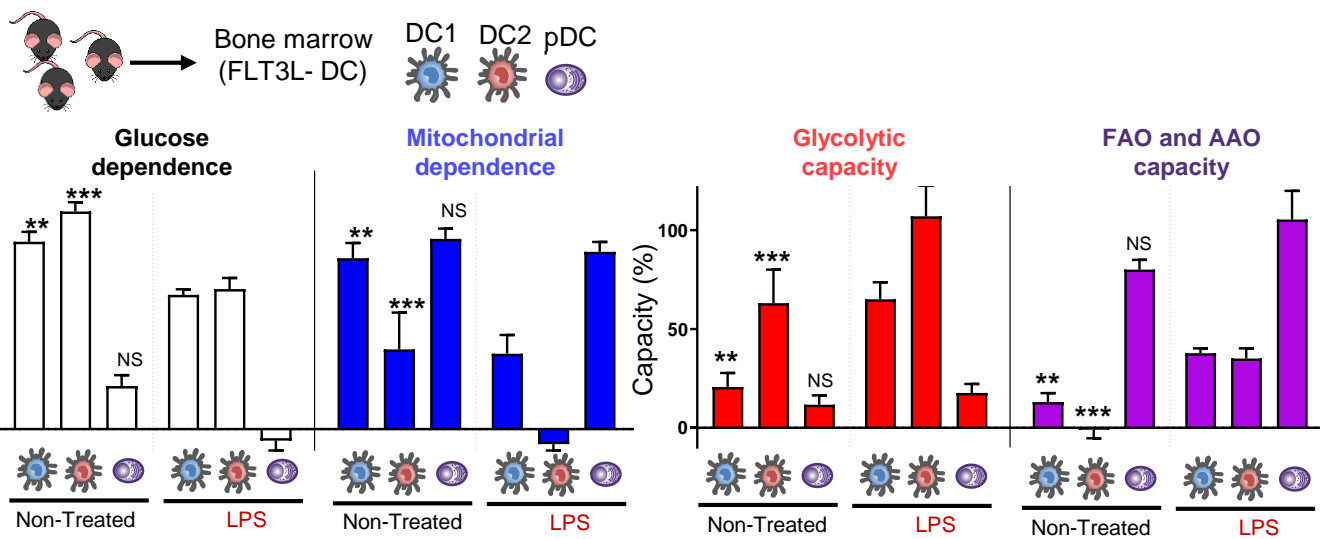 Bone marrow
(FLT3L- DC)
DC1 DC2 pDC
Glucose
dependence
Mitochondrial
dependence
Glycolytic
capacity
FAO and AAO
capacity
** *** NS
** *** NS
Capacity (%)
100
50
0
** *** NS
** *** NS
Non-Treated LPS
Non-Treated LPS
Non-Treated LPS
Non-Treated LPS